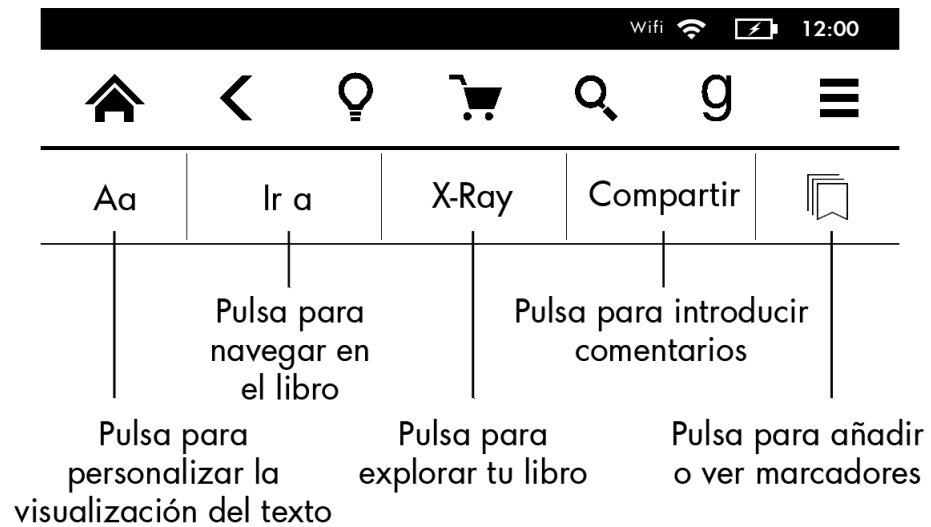 Wifi 12:00
g
Aa Ir a X-Ray Compartir
Pulsa para
navegar en
el libro
Pulsa para introducir
comentarios
Pulsa para
personalizar la
visualización del texto
Pulsa para
explorar tu libro
Pulsa para añadir
o ver marcadores